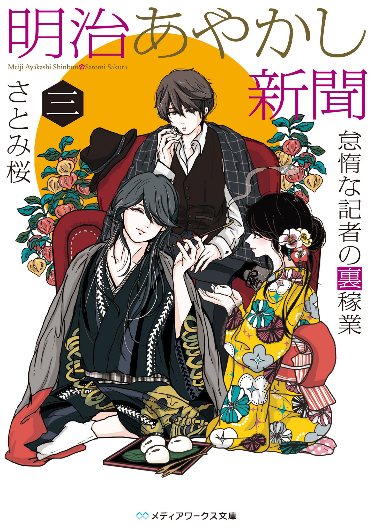 明治あやかし
新聞
Meiji Ayakashi Shinbun✿Satomi Sakura
さとみ桜
三
怠惰な記者の裏稼業
メディアワークス文庫